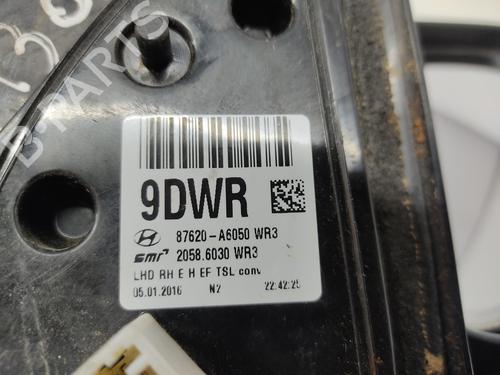 B-PARTS
9DWR
87620-A6050 WR3
SMR 2058.6030 WR3
LHD RH E H EF TSL conv
05.01.2016 N2 22:42:25